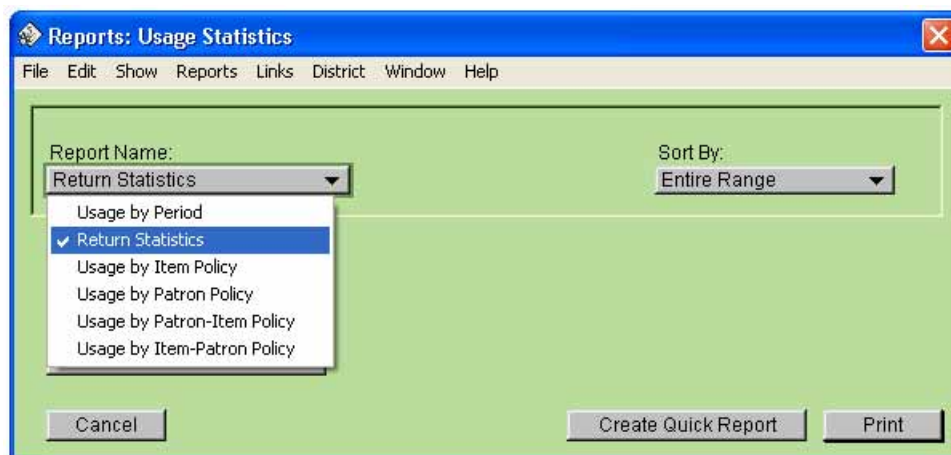 Reports: Usage Statistics
File Edit Show Reports Links District Window Help
Report Name: Sort By:
Return Statistics Entire Range
Usage by Period
Return Statistics
Usage by Item Policy
Usage by Patron Policy
Usage by Patron-Item Policy
Usage by Item-Patron Policy
Cancel Create Quick Report Print